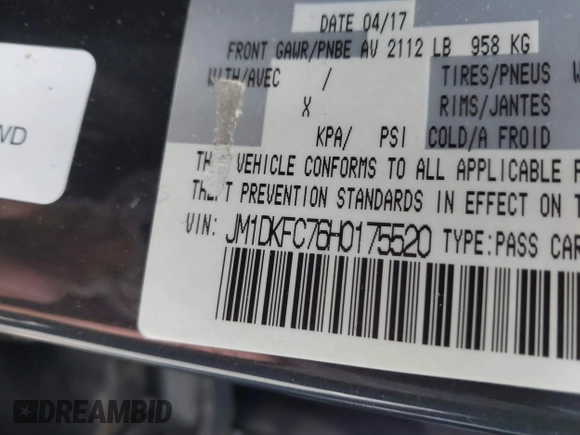 DATE 04/17
FRONT GAWR/PNBE AV 2112 LB 958 KG
WITH/AVEC / TIRES/PNEUS
X RIMS/JANTES
KPA/ PSI COLD/A FROID
VEHICLE CONFORMS TO ALL APPLICABLE
THEFT PREVENTION STANDARDS IN EFFECT ON
VIN: JM1DKFC76H0175520 TYPE:PASS CAR
WD
DREAMBID